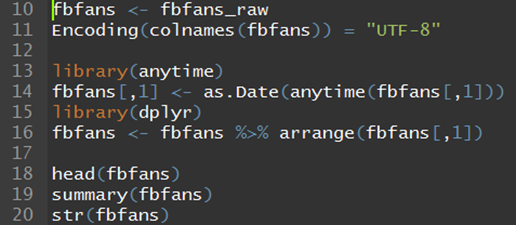 10 fbfans <- fbfans_raw
11 Encoding(colnames(fbfans)) = "UTF-8"
12
13 library(anytime)
14 fbfans[,1] <- as.Date(anytime(fbfans[,1]))
15 library(dplyr)
16 fbfans <- fbfans %>% arrange(fbfans[,1])
17
18 head(fbfans)
19 summary(fbfans)
20 str(fbfans)